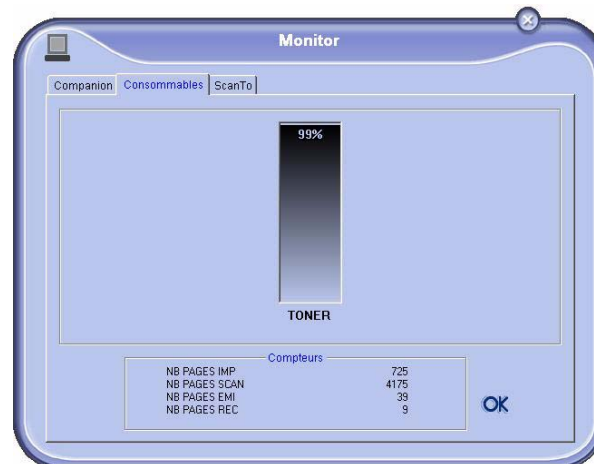 Monitor
Companion Consommables ScanTo
99%
TONER
Compteurs
NB PAGES IMP 725
NB PAGES SCAN 4175
NB PAGES EMI 39
NB PAGES REC 9
OK